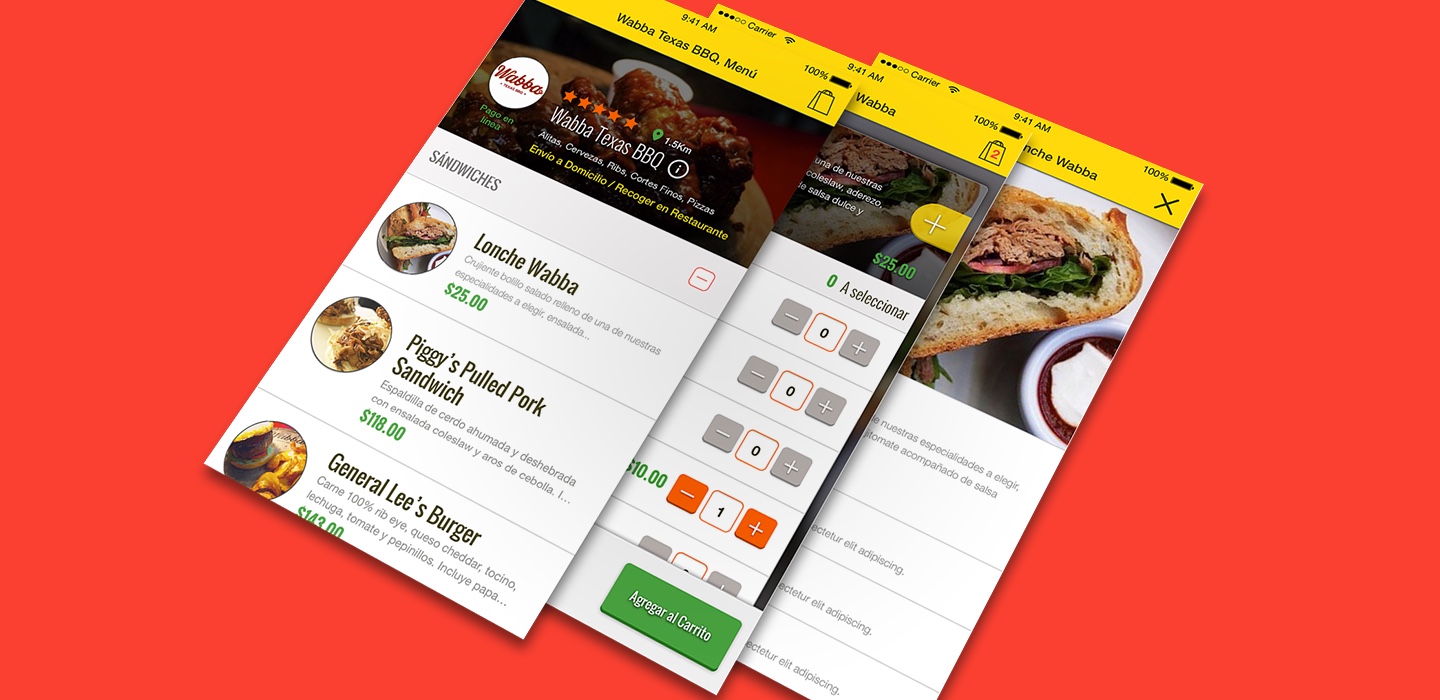 9:41 AM
100%
Wabba Texas BBQ, Menú
Wabba
• TEXAS BBQ •
Pago en
línea
Wabba Texas BBQ
1.5Km
Alitas, Cervezas, Ribs, Cortes Finos, Pizzas
Envío a Domicilio / Recoger en Restaurante
SÁNDWICHES
Lonche Wabba
Crujiente bolillo salado relleno de una de nuestras
especialidades a elegir, ensalada...
$25.00
Piggy's Pulled Pork
Sandwich
Espaldilla de cerdo ahumada y deshebrada
con ensalada coleslaw y aros de cebolla. I...
$118.00
General Lee's Burger
Carne 100% rib eye, queso cheddar, tocino,
lechuga, tomate y pepinillos. Incluye papa...
$143.00
Carrier
9:41 AM
100%
Wabba
2
una de nuestras
coleslaw, aderezo,
de salsa dulce y
$25.00
0 A seleccionar
0
0
0
$10.00
1
Agregar al Carrito
Carrier
9:41 AM
100%
nche Wabba
de nuestras especialidades a elegir,
jitomate acompañado de salsa
ectetur elit adipiscing.
ectetur elit adipiscing.
ectetur elit adipiscing.